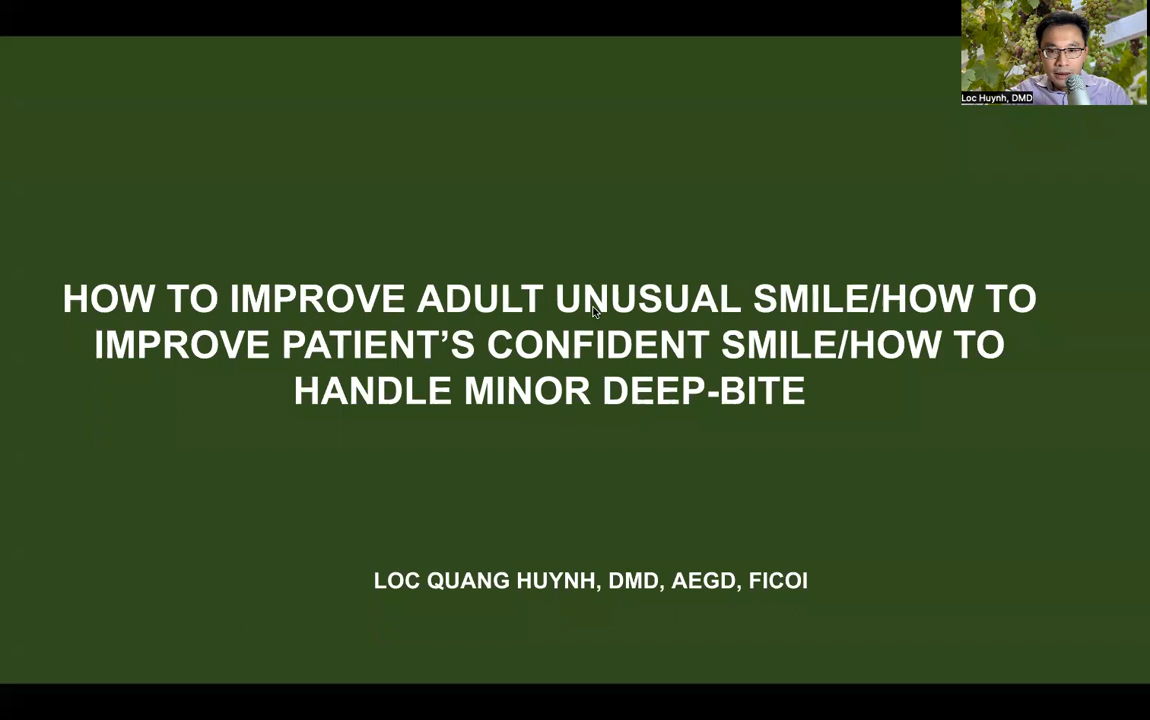 Loc Huynh, DMD
HOW TO IMPROVE ADULT UNUSUAL SMILE/HOW TO
IMPROVE PATIENT’S CONFIDENT SMILE/HOW TO
HANDLE MINOR DEEP-BITE
LOC QUANG HUYNH, DMD, AEGD, FICOI